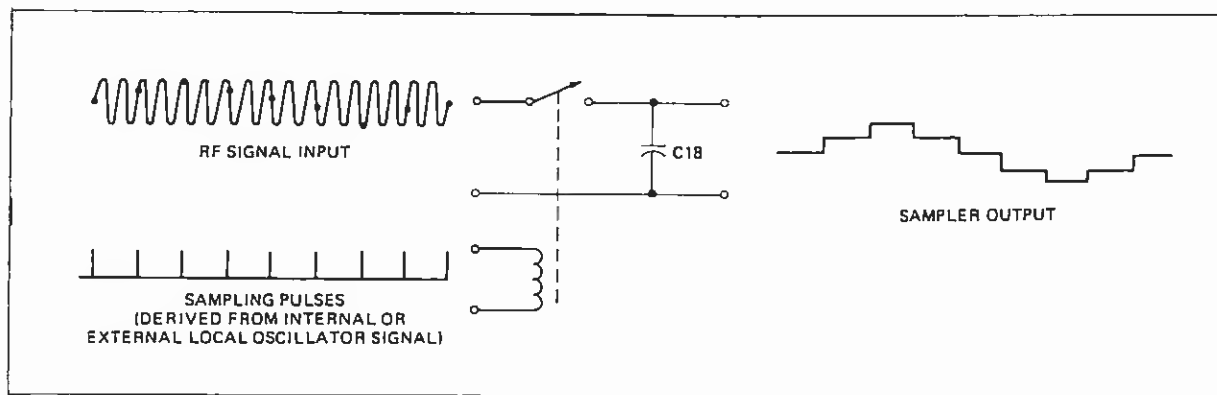 RF SIGNAL INPUT
C18
SAMPLER OUTPUT
SAMPLING PULSES
(DERIVED FROM INTERNAL OR
EXTERNAL LOCAL OSCILLATOR SIGNAL)